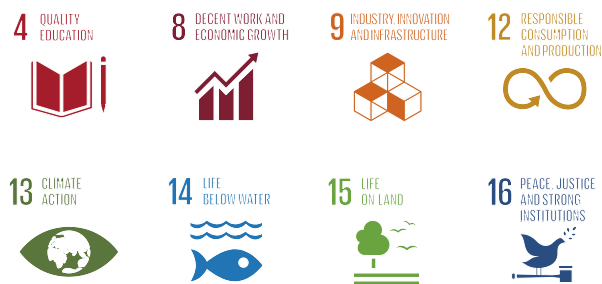 4 QUALITY
EDUCATION
8 DECENT WORK AND
ECONOMIC GROWTH
9 INDUSTRY, INNOVATION
AND INFRASTRUCTURE
12 RESPONSIBLE
CONSUMPTION
AND PRODUCTION
13 CLIMATE
ACTION
14 LIFE
BELOW WATER
15 LIFE
ON LAND
16 PEACE, JUSTICE
AND STRONG
INSTITUTIONS